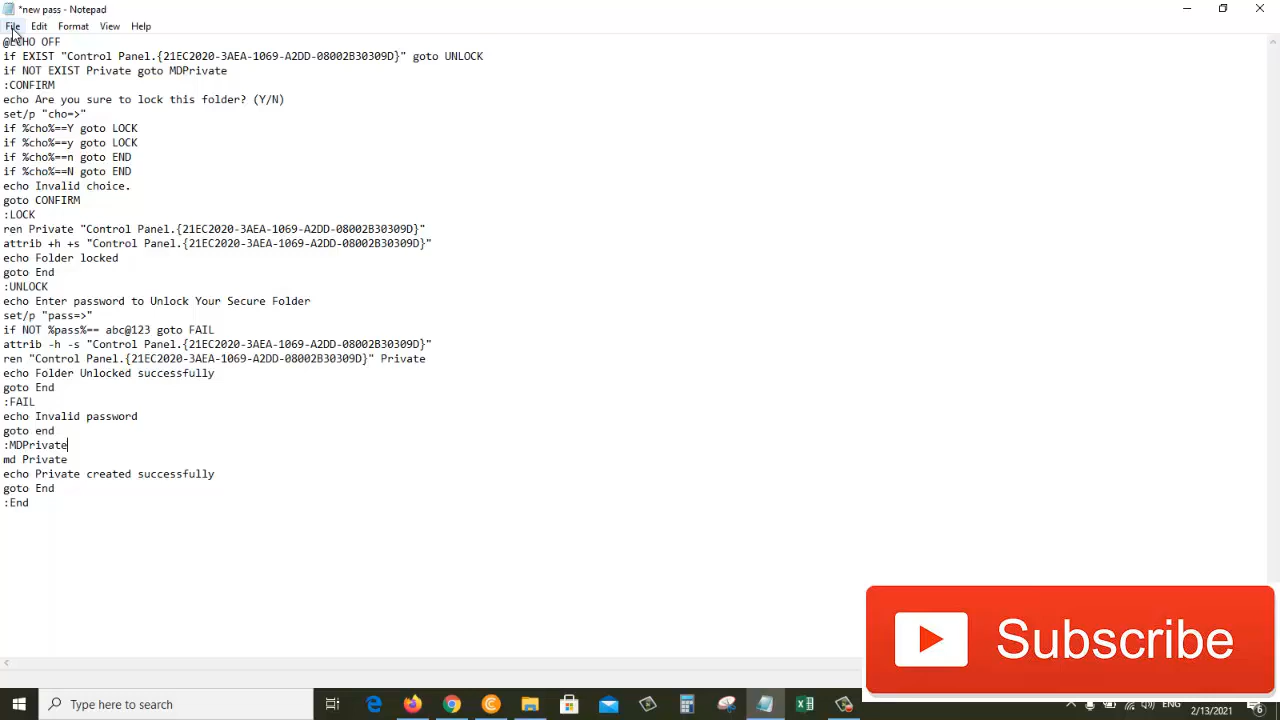 *new pass - Notepad
File Edit Format View Help
@ECHO OFF
if EXIST "Control Panel.{21EC2020-3AEA-1069-A2DD-08002B30309D}" goto UNLOCK
if NOT EXIST Private goto MDPrivate
:CONFIRM
echo Are you sure to lock this folder? (Y/N)
set/p "cho=>"
if %cho%==Y goto LOCK
if %cho%==y goto LOCK
if %cho%==n goto END
if %cho%==N goto END
echo Invalid choice.
goto CONFIRM
:LOCK
ren Private "Control Panel.{21EC2020-3AEA-1069-A2DD-08002B30309D}"
attrib +h +s "Control Panel.{21EC2020-3AEA-1069-A2DD-08002B30309D}"
echo Folder locked
goto End
:UNLOCK
echo Enter password to Unlock Your Secure Folder
set/p "pass=>"
if NOT %pass%== abc@123 goto FAIL
attrib -h -s "Control Panel.{21EC2020-3AEA-1069-A2DD-08002B30309D}"
ren "Control Panel.{21EC2020-3AEA-1069-A2DD-08002B30309D}" Private
echo Folder Unlocked successfully
goto End
:FAIL
echo Invalid password
goto end
:MDPrivate
md Private
echo Private created successfully
goto End
:End
Subscribe
Type here to search
ENG
2/13/2021
6